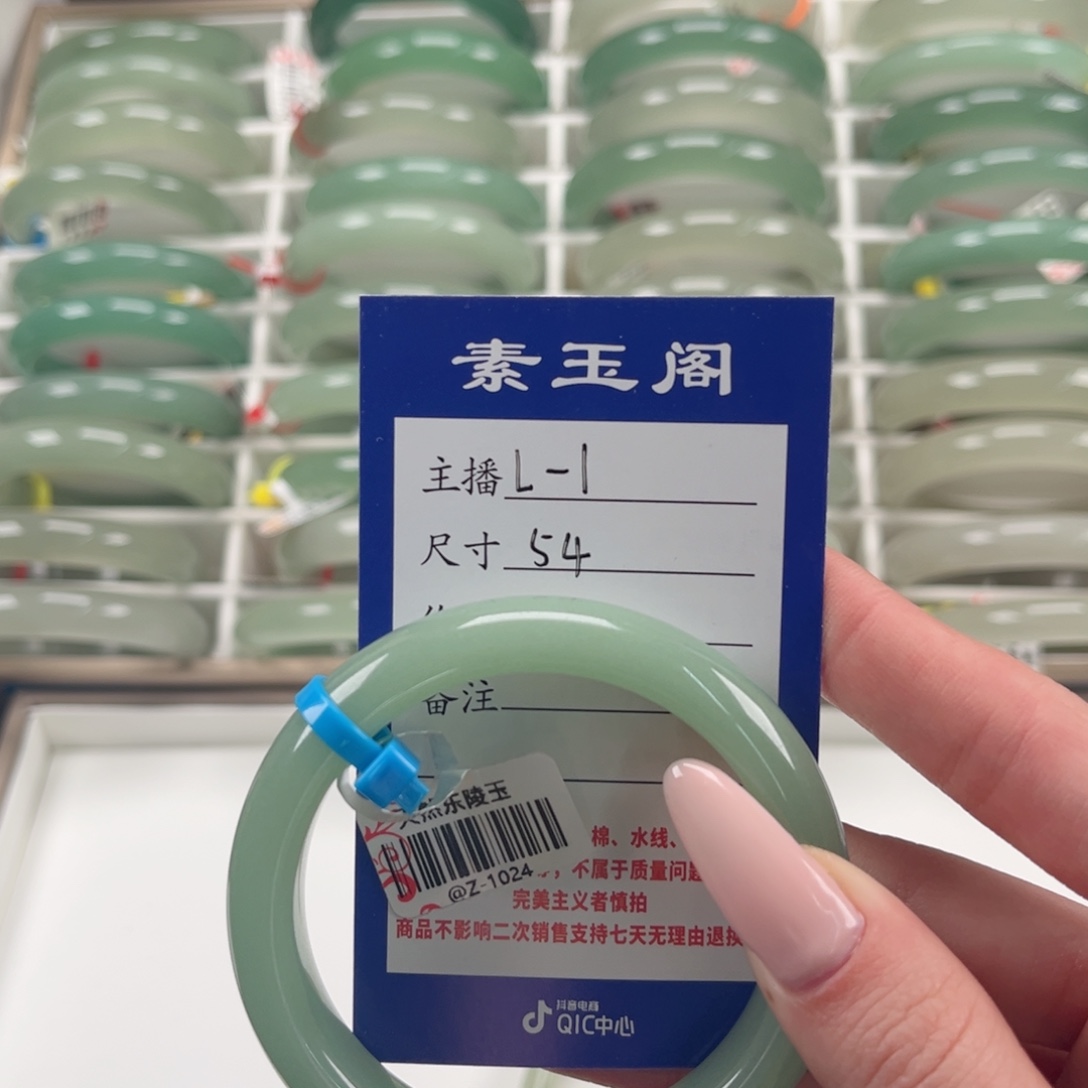 素玉阁
主播 L-1
尺寸 54
备注
天然乐陵玉
@Z-1024
棉、水线、
，不属于质量问题
完美主义者慎拍
商品不影响二次销售支持七天无理由退换
抖音电商
QIC中心